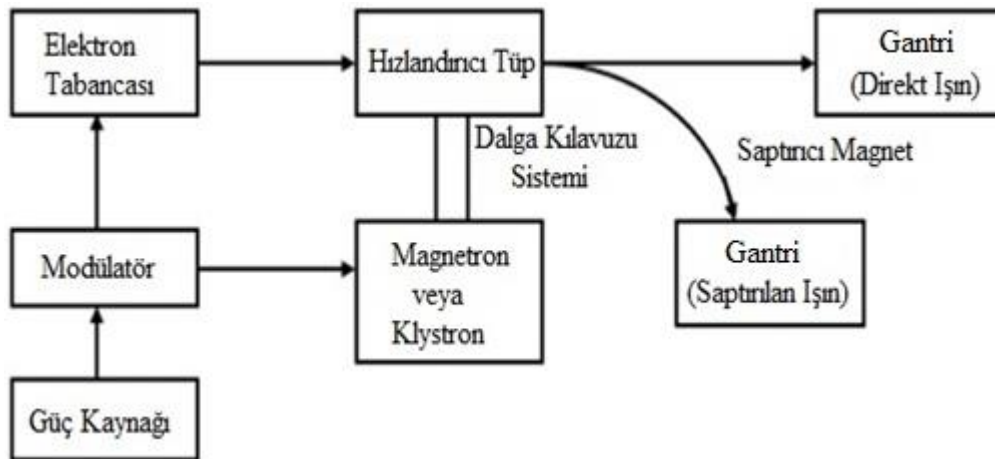 Elektron
Tabancası
Hızlandırıcı Tüp
Gantri
(Direkt Işın)
Dalga Kılavuzu
Sistemi
Saptırıcı Magnet
Modülatör
Magnetron
veya
Klystron
Gantri
(Saptırılan Işın)
Güç Kaynağı